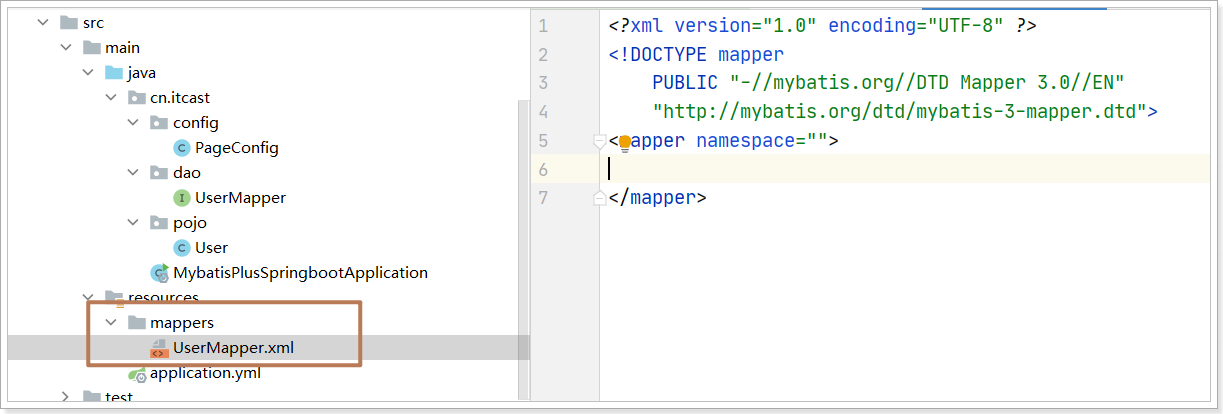 src
main
java
cn.itcast
config
PageConfig
dao
UserMapper
pojo
User
MybatisPlusSpringbootApplication
resources
mappers
UserMapper.xml
application.yml
test
1 <?xml version="1.0" encoding="UTF-8" ?>
2 <!DOCTYPE mapper
3 PUBLIC "-//mybatis.org//DTD Mapper 3.0//EN"
4 "http://mybatis.org/dtd/mybatis-3-mapper.dtd">
5 <mapper namespace="">
6
7 </mapper>